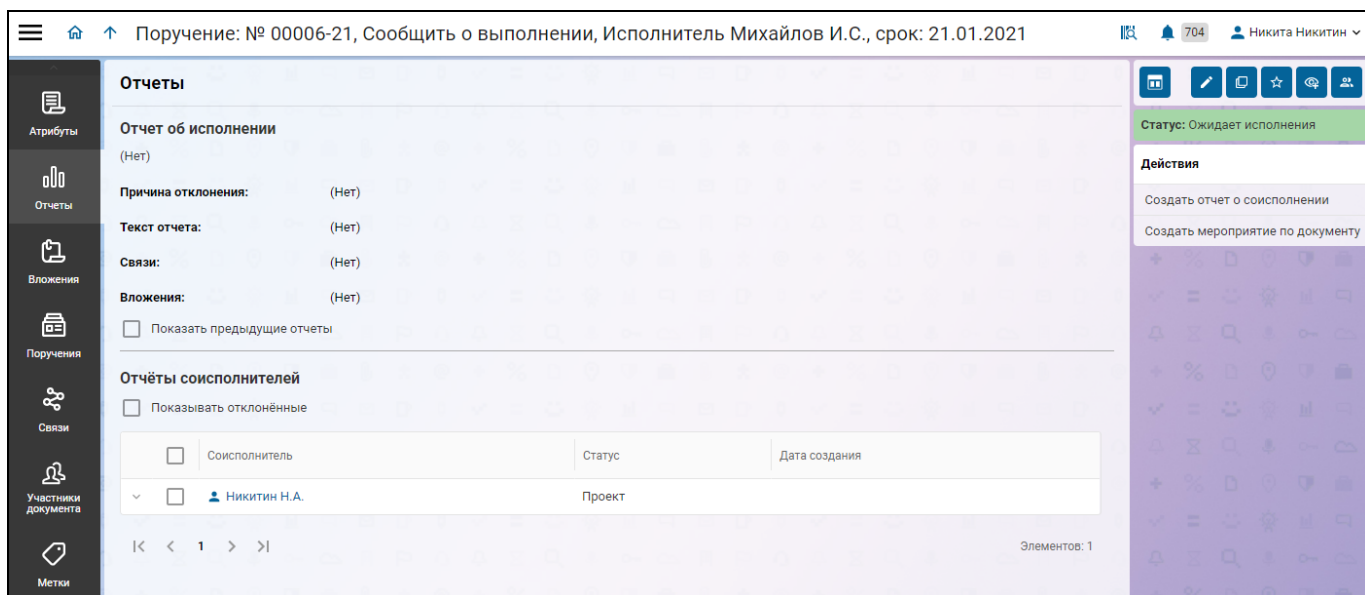 Поручение: № 00006-21, Сообщить о выполнении, Исполнитель Михайлов И.С., срок: 21.01.2021
704
Никита Никитин
Атрибуты
Отчеты
Вложения
Поручения
Связи
Участники
документа
Метки
Отчеты
Отчет об исполнении
(Нет)
Причина отклонения: (Нет)
Текст отчета: (Нет)
Связи: (Нет)
Вложения: (Нет)
Показать предыдущие отчеты
Отчёты соисполнителей
Показывать отклонённые
Соисполнитель Статус Дата создания
Никитин Н.А. Проект
1
Элементов: 1
Статус: Ожидает исполнения
Действия
Создать отчет о соисполнении
Создать мероприятие по документу